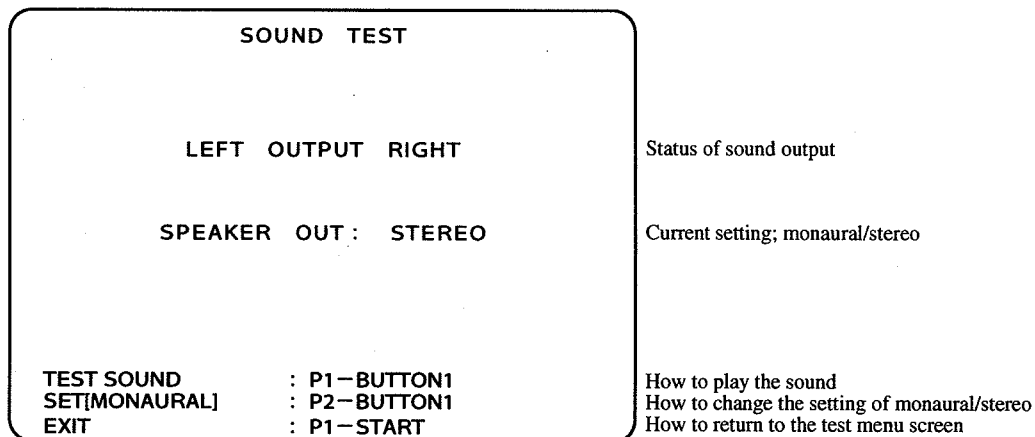 SOUND TEST
LEFT OUTPUT RIGHT Status of sound output
SPEAKER OUT : STEREO Current setting; monaural/stereo
TEST SOUND : P1-BUTTON1 How to play the sound
SET[MONAURAL] : P2-BUTTON1 How to change the setting of monaural/stereo
EXIT : P1-START How to return to the test menu screen